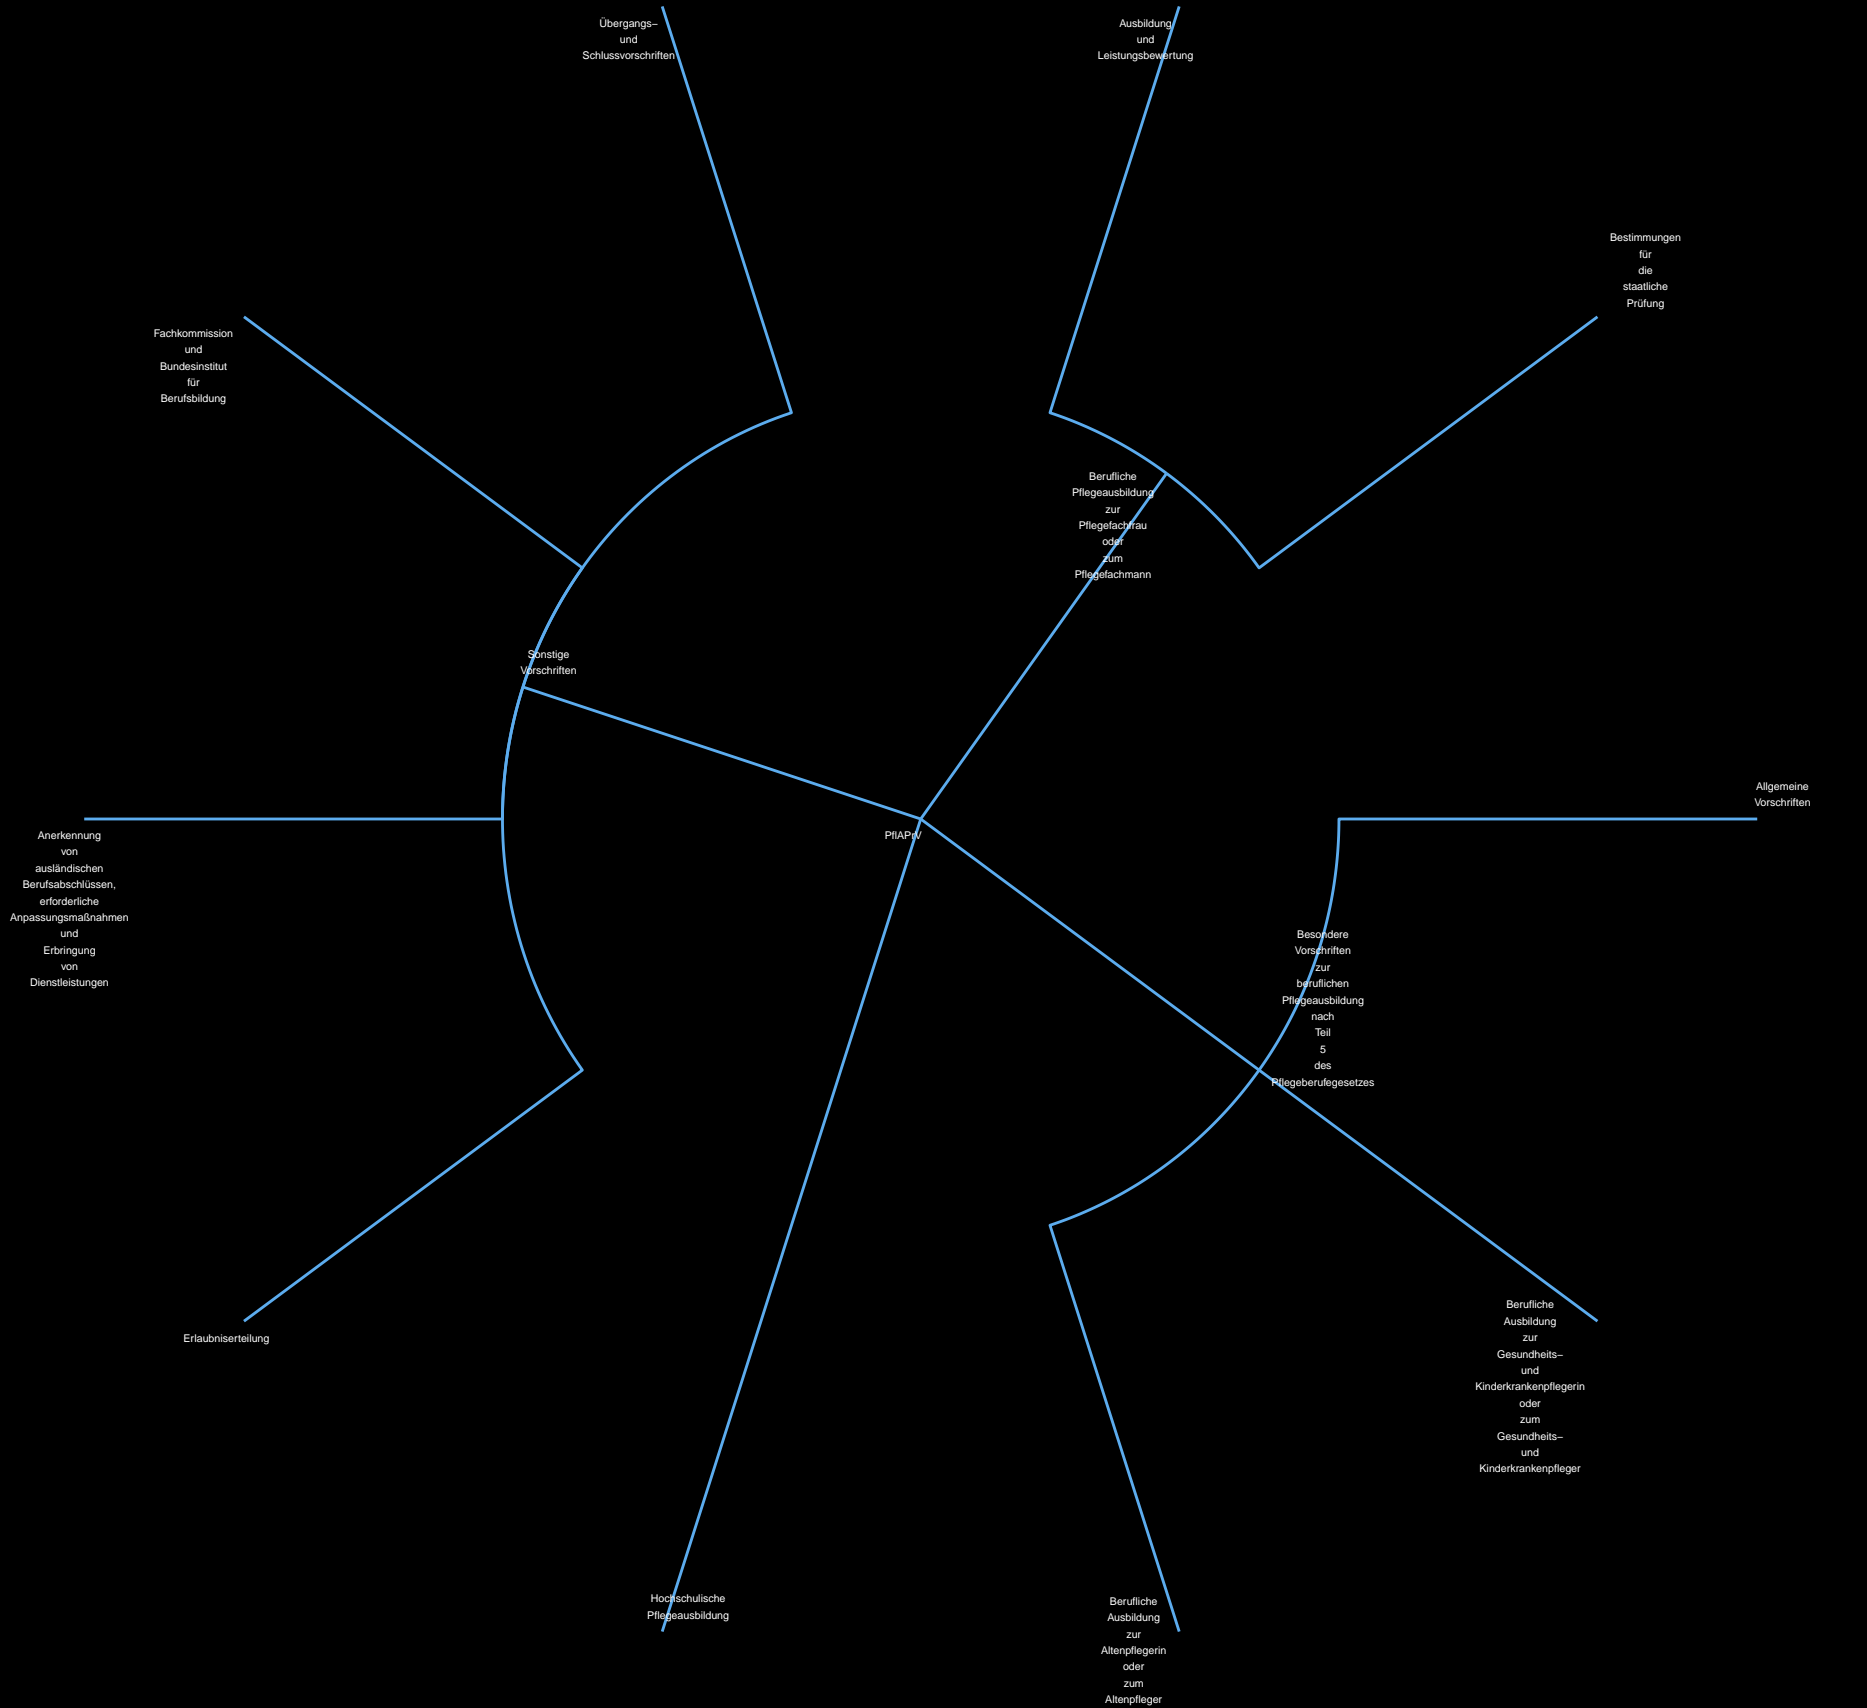 Übergangs–
und
Schlussvorschriften
Ausbildung
und
Leistungsbewertung
Bestimmungen
für
die
staatliche
Prüfung
Fachkommission
und
Bundesinstitut
für
Berufsbildung
Berufliche
Pflegeausbildung
zur
Pflegefachfrau
oder
zum
Pflegefachmann
Sonstige
Vorschriften
Allgemeine
Vorschriften
PflAPrV
Anerkennung
von
ausländischen
Berufsabschlüssen,
erforderliche
Anpassungsmaßnahmen
und
Erbringung
von
Dienstleistungen
Besondere
Vorschriften
zur
beruflichen
Pflegeausbildung
nach
Teil
5
des
Pflegeberufegesetzes
Erlaubniserteilung
Berufliche
Ausbildung
zur
Gesundheits–
und
Kinderkrankenpflegerin
oder
zum
Gesundheits–
und
Kinderkrankenpfleger
Hochschulische
Pflegeausbildung
Berufliche
Ausbildung
zur
Altenpflegerin
oder
zum
Altenpfleger